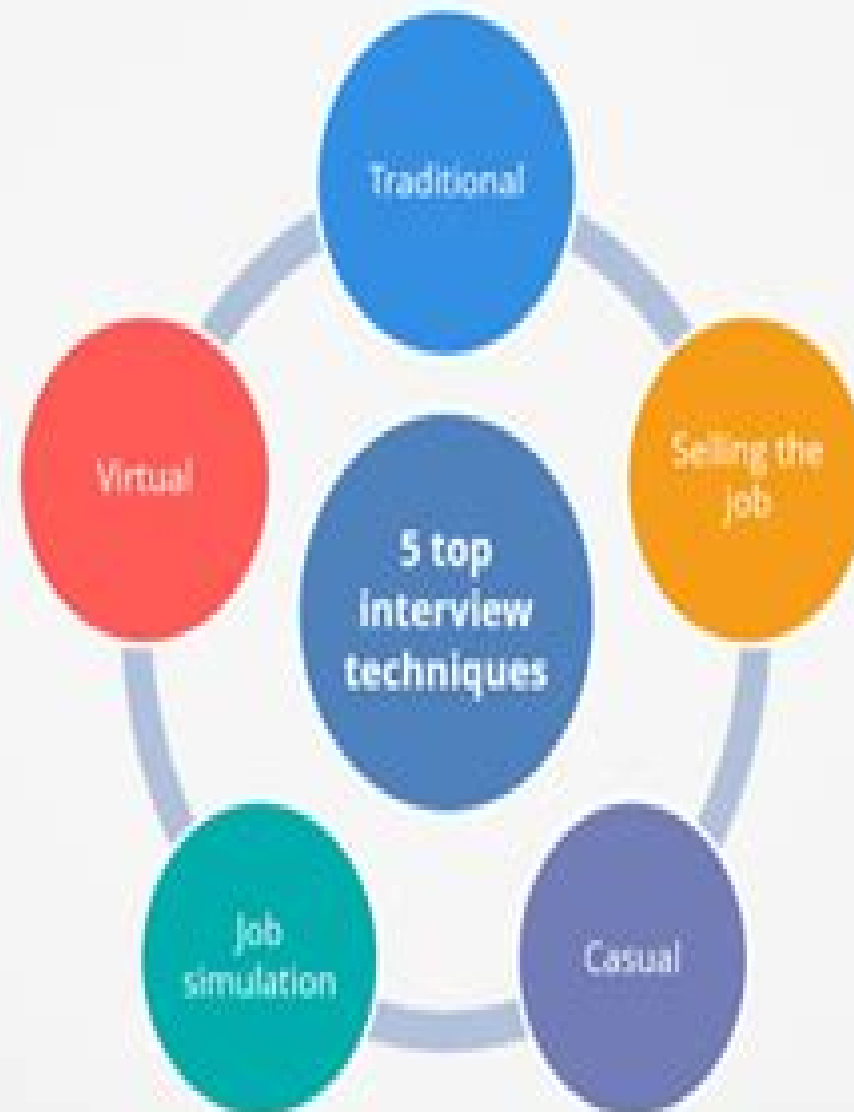 Traditional
Selling the
job
Casual
Job
simulation
Virtual
5 top
interview
techniques